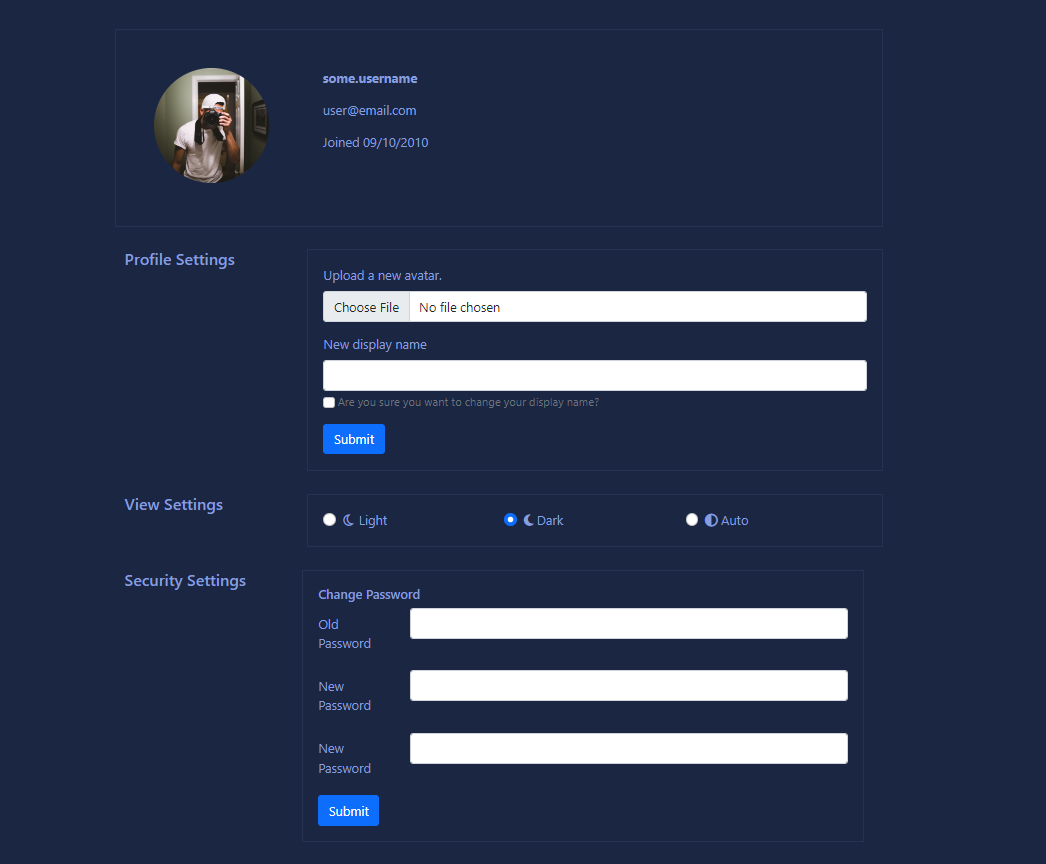 some.username
user@email.com
Joined 09/10/2010
Profile Settings
Upload a new avatar.
Choose File No file chosen
New display name
Are you sure you want to change your display name?
Submit
View Settings
Light Dark Auto
Security Settings
Change Password
Old
Password
New
Password
New
Password
Submit